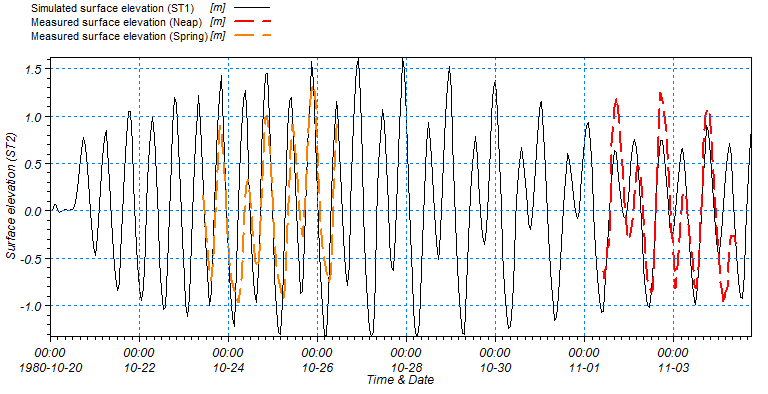 Simulated surface elevation (ST1) [m]
Measured surface elevation (Neap) [m]
Measured surface elevation (Spring) [m]
Surface elevation (ST2)
1.5
1.0
0.5
0.0
-0.5
-1.0
00:00 00:00 00:00 00:00 00:00 00:00 00:00 00:00
1980-10-20 10-22 10-24 10-26 10-28 10-30 11-01 11-03
Time & Date